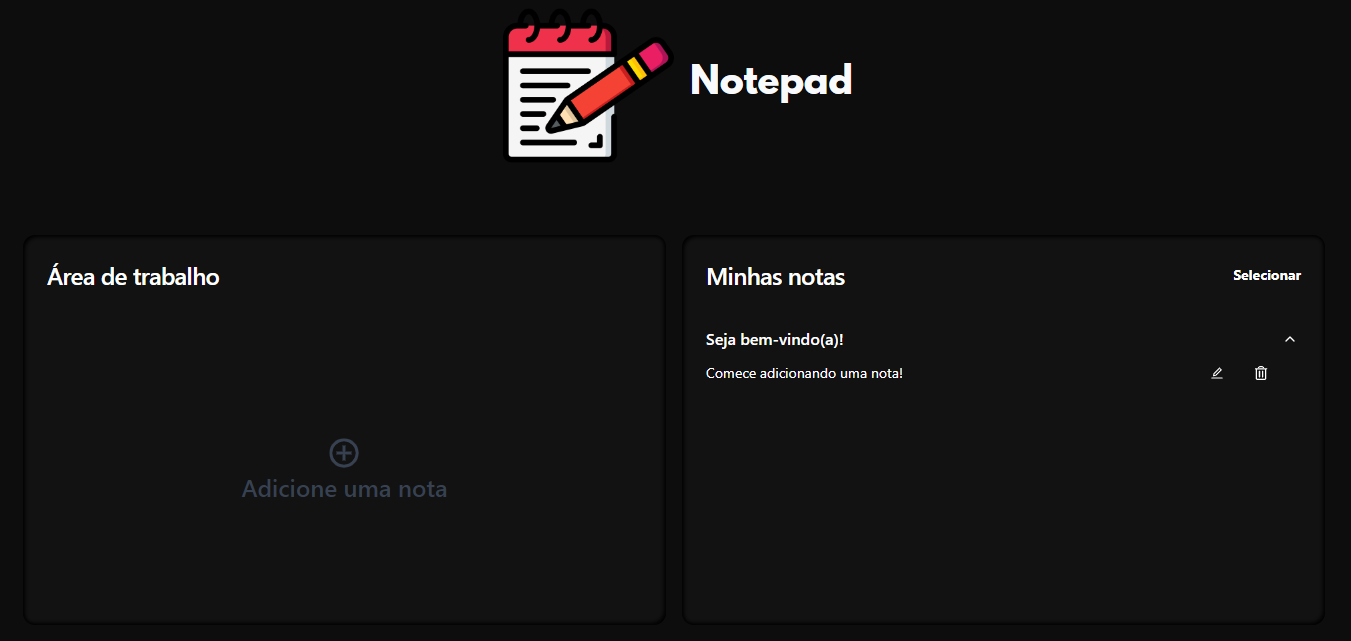 Notepad
Área de trabalho
Adicione uma nota
Minhas notas
Selecionar
Seja bem-vindo(a)!
Comece adicionando uma nota!